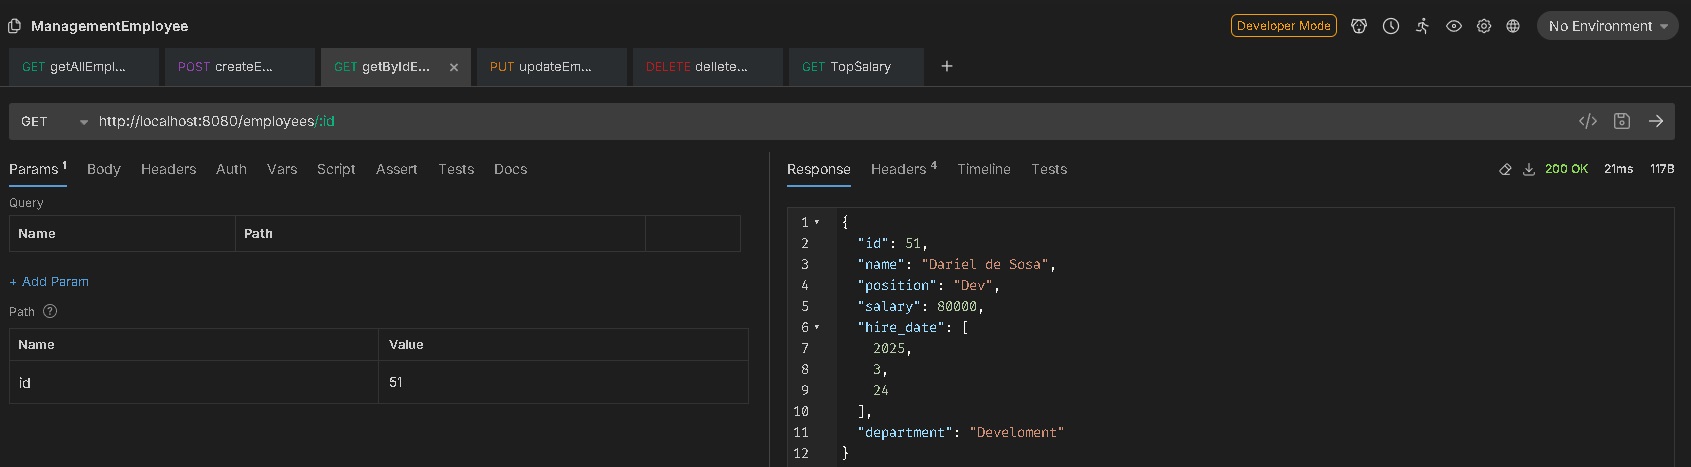 ManagementEmployee
Developer Mode
No Environment
GET getAllEmpl...
POST createE...
GET getByIdE...
PUT updateEm...
DELETE dellete...
GET TopSalary
GET http://localhost:8080/employees/:id
Params 1 Body Headers Auth Vars Script Assert Tests Docs
Query
Name Path
+ Add Param
Path ?
Name Value
id 51
Response Headers 4 Timeline Tests
200 OK 21ms 117B
1 {
2 "id": 51,
3 "name": "Dariel de Sosa",
4 "position": "Dev",
5 "salary": 80000,
6 "hire_date": [
7 2025,
8 3,
9 24
10 ],
11 "department": "Develoment"
12 }